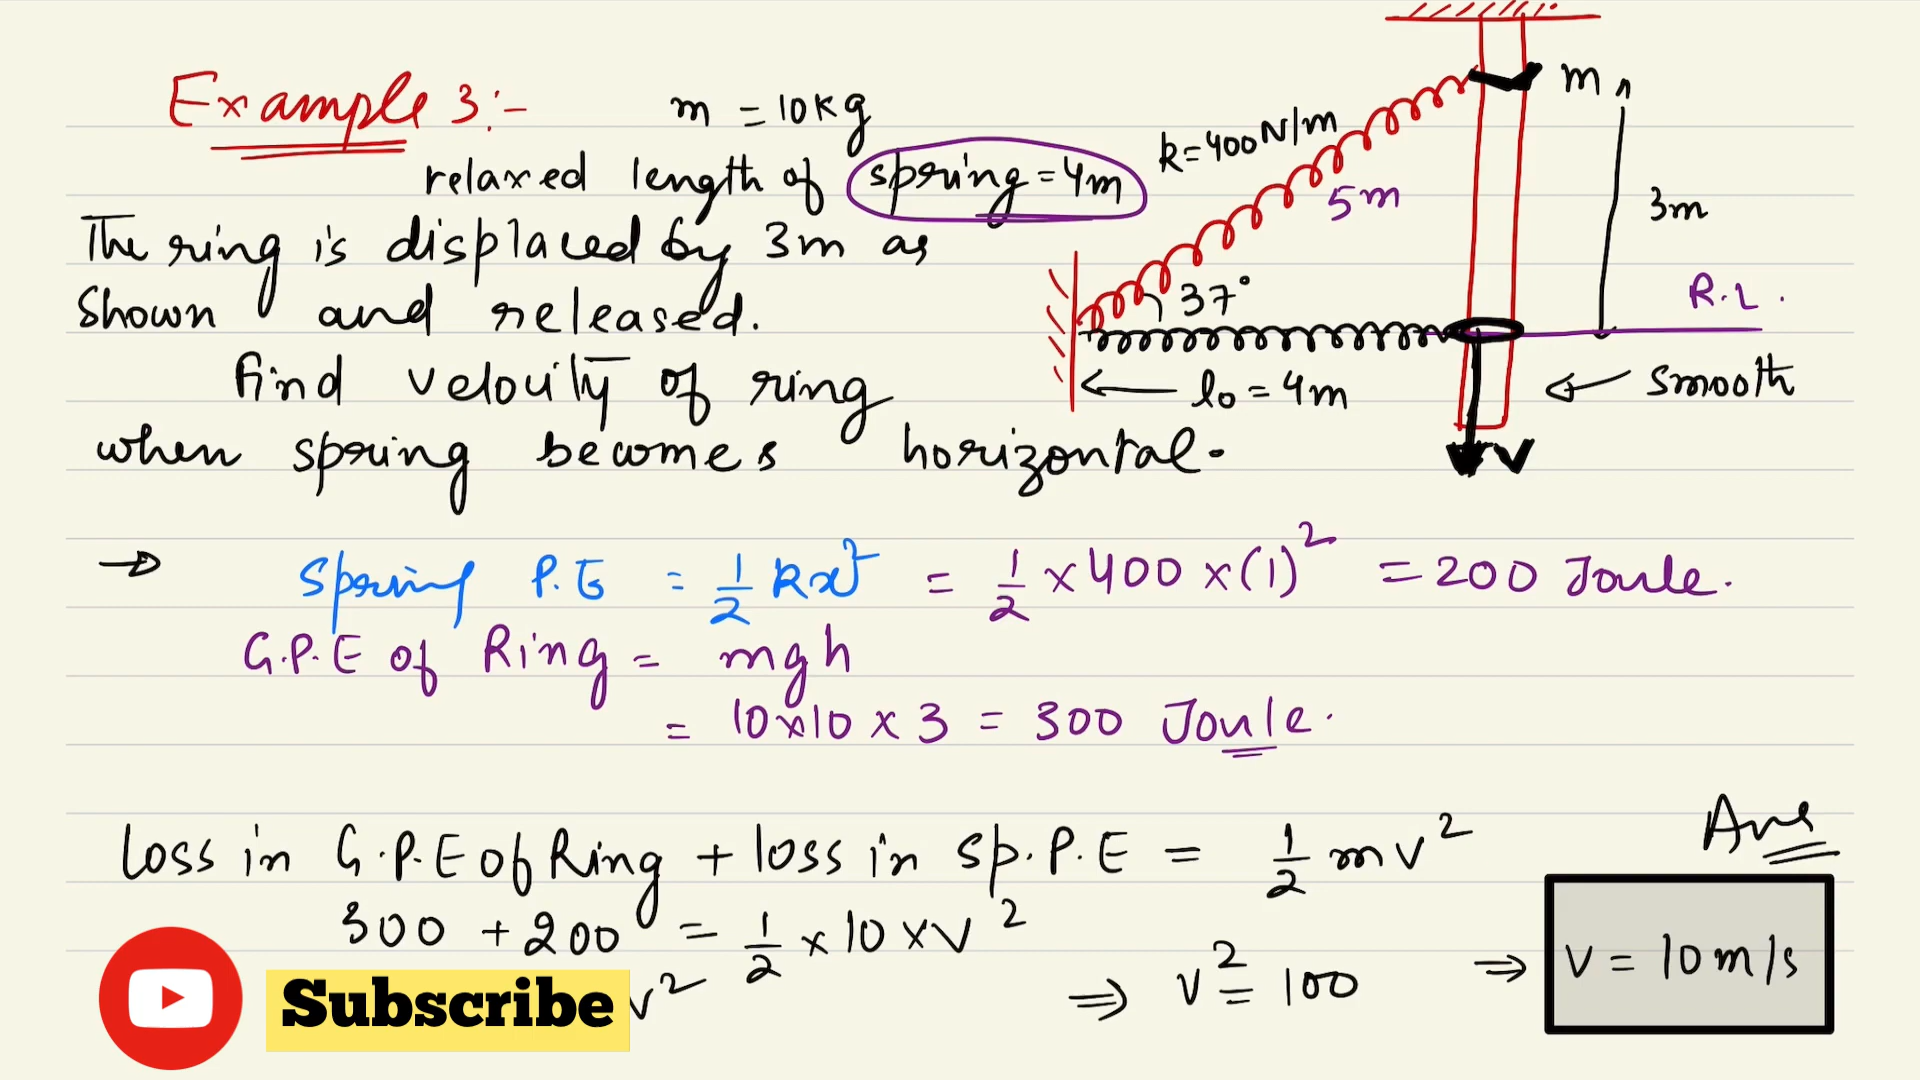 Example 3:-
m = 10kg
relaxed length of spring = 4m
The ring is displaced by 3m as
shown and released.
find velocity of ring
when spring becomes horizontal.
m
k=400N/m
5m
3m
37°
R.L.
l₀ = 4m
smooth
v
→ Spring P.E = 1/2 kx² = 1/2 × 400 × (1)² = 200 Joule.
G.P.E of Ring = mgh
= 10×10 × 3 = 300 Joule.
Loss in G.P.E of Ring + loss in sp.P.E = 1/2 mv²
Ans
300 + 200 = 1/2 × 10 × v²
v²
⇒ v² = 100
⇒ v = 10 m/s
Subscribe